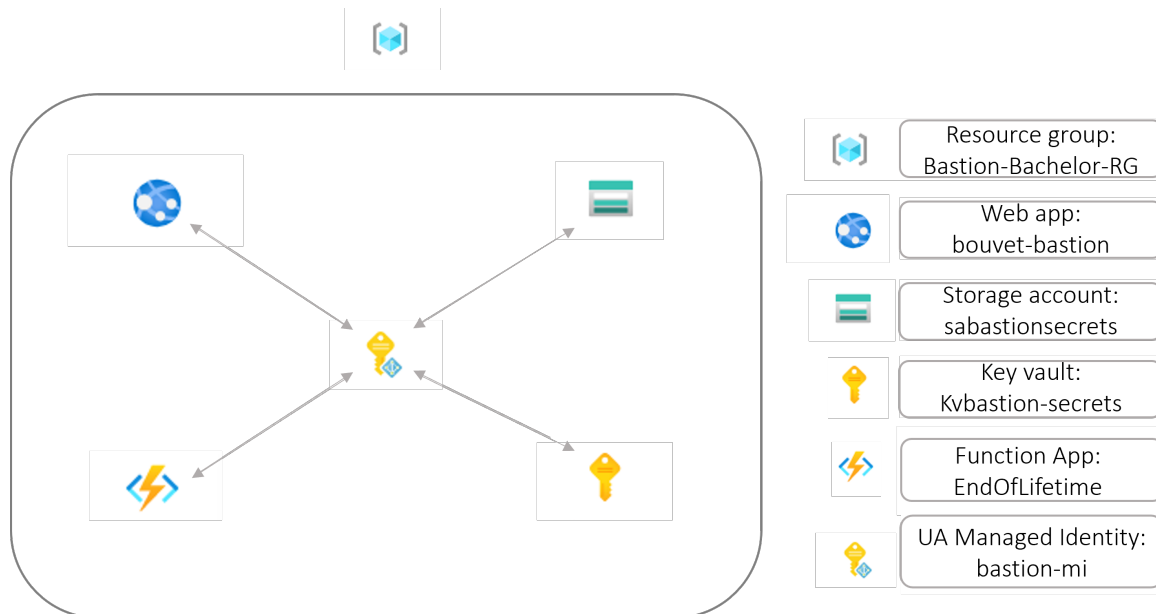 Resource group:
Bastion-Bachelor-RG
Web app:
bouvet-bastion
Storage account:
sabastionsecrets
Key vault:
Kvbastion-secrets
Function App:
EndOfLifetime
UA Managed Identity:
bastion-mi